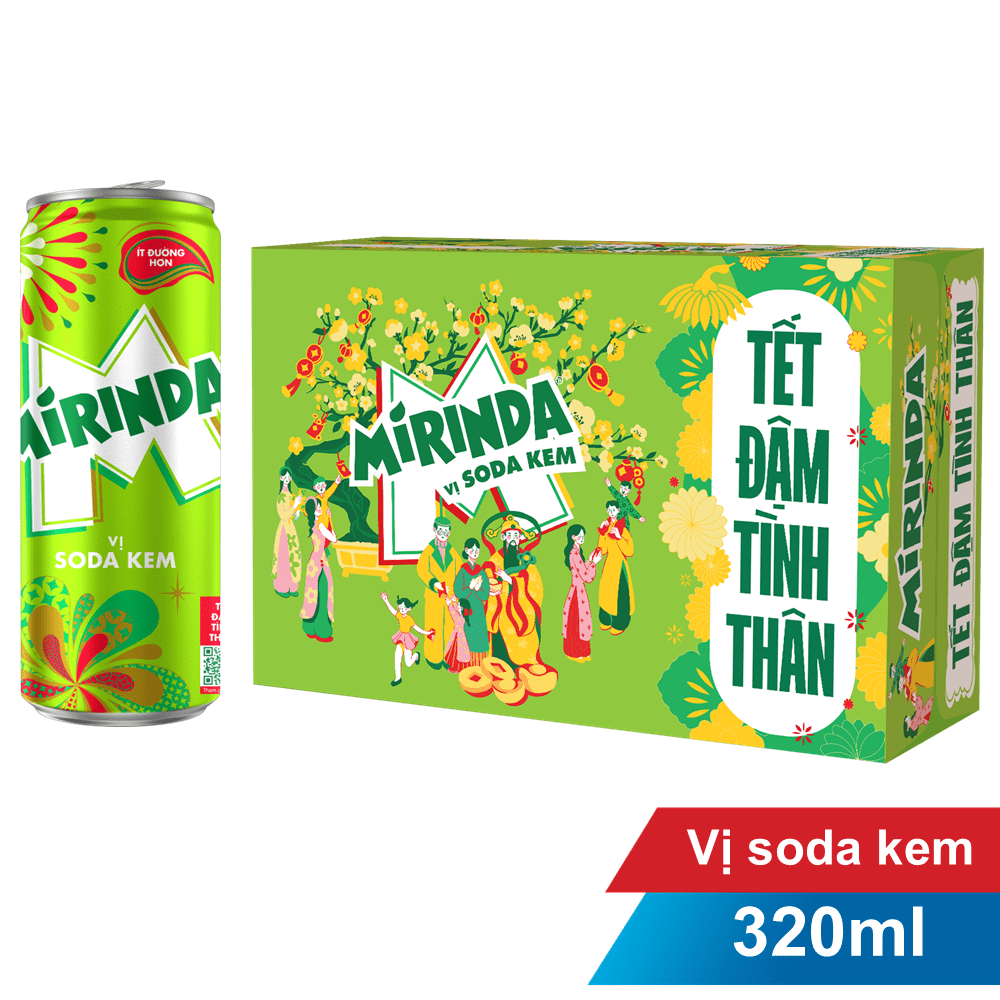 ÍT ĐƯỜNG
HƠN
MIRINDA
VỊ
SODA KEM
MIRINDA®
VỊ SODA KEM
TẾT
ĐẬM
TÌNH
THÂN
MIRINDA
TẾT ĐẬM TÌNH THÂN
Vị soda kem
320ml